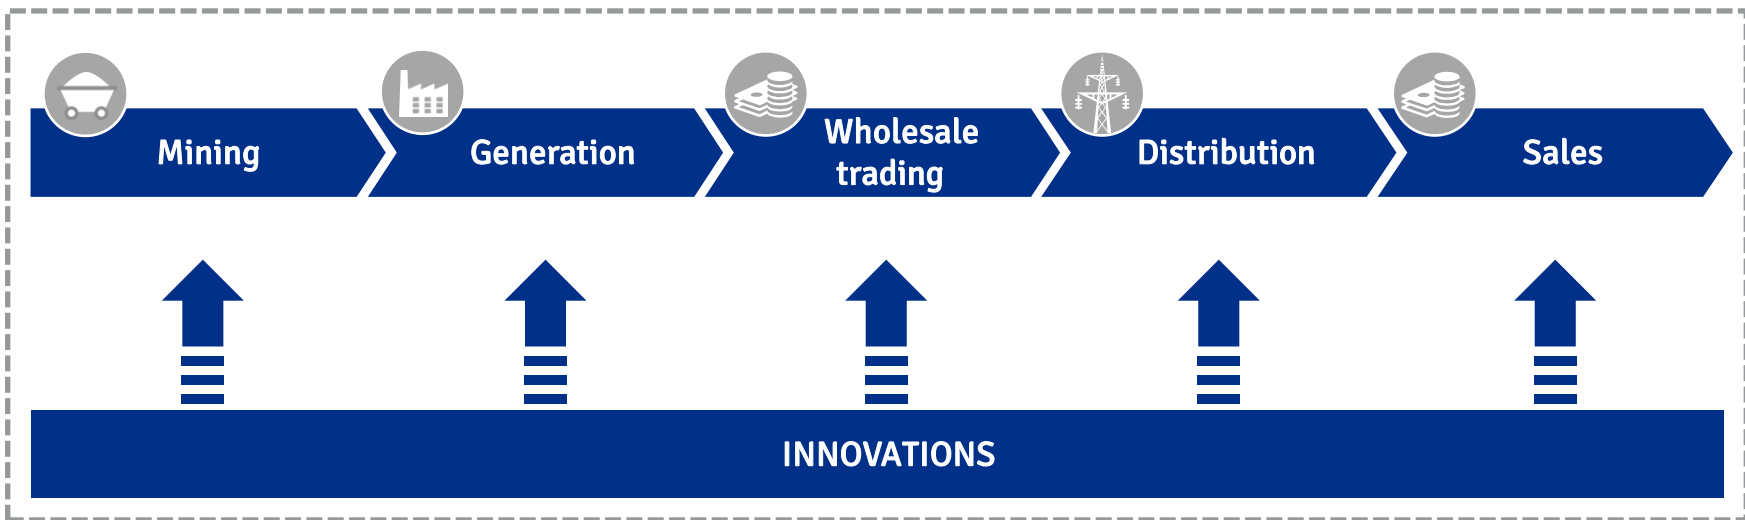 Mining
Generation
Wholesale
trading
Distribution
Sales
INNOVATIONS